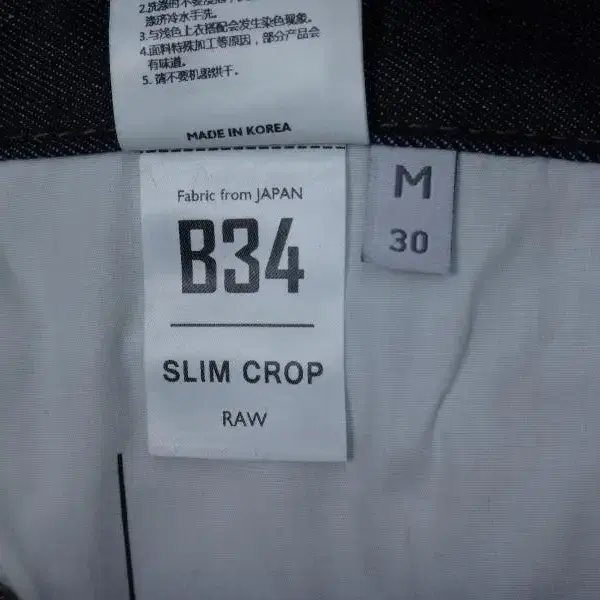 2.洗涤时不要浸泡
涤济冷水手洗。
3.与浅色上衣搭配会发生染色现象。
4.面料特殊加工等原因，部分产品会
有味道。
5. 请不要机器烘干。
MADE IN KOREA
Fabric from JAPAN
B34
SLIM CROP
RAW
M
30